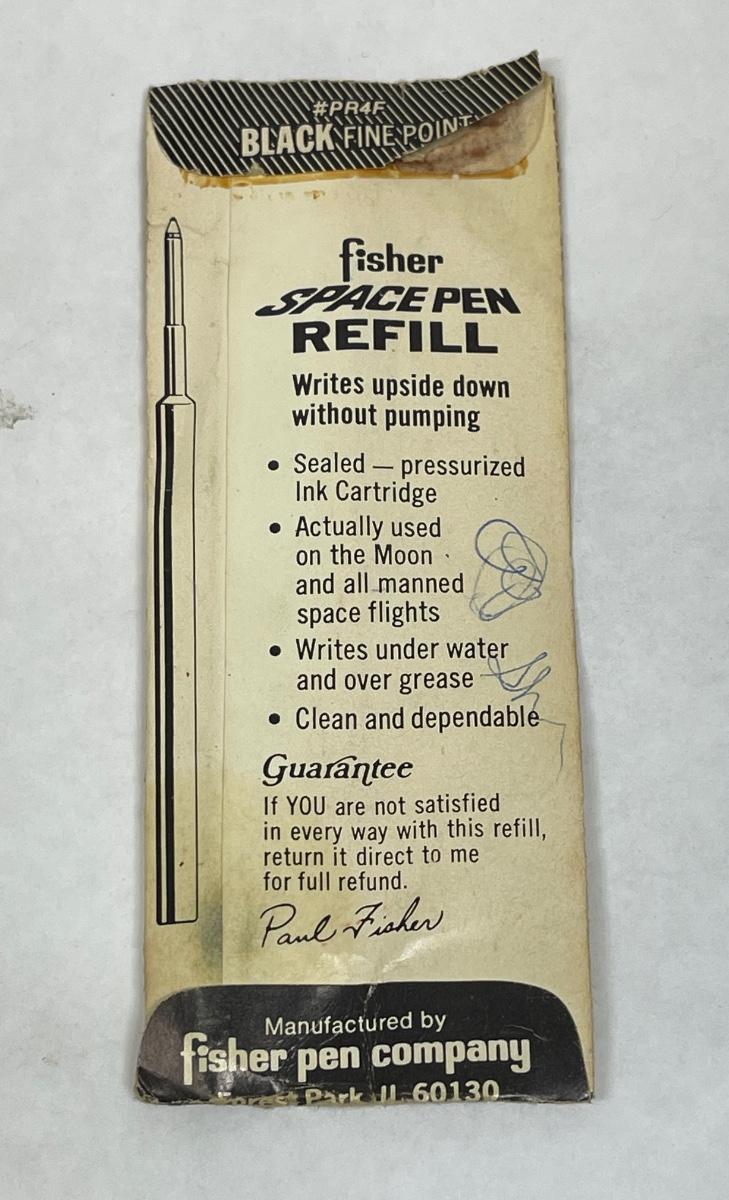 #PR4F
BLACK FINE POINT
fisher
SPACE PEN
REFILL
Writes upside down
without pumping
• Sealed — pressurized
Ink Cartridge
• Actually used
on the Moon
and all manned
space flights
• Writes under water
and over grease
• Clean and dependable
Guarantee
If YOU are not satisfied
in every way with this refill,
return it direct to me
for full refund.
Paul Fisher
Manufactured by
fisher pen company
Forest Park, IL 60130